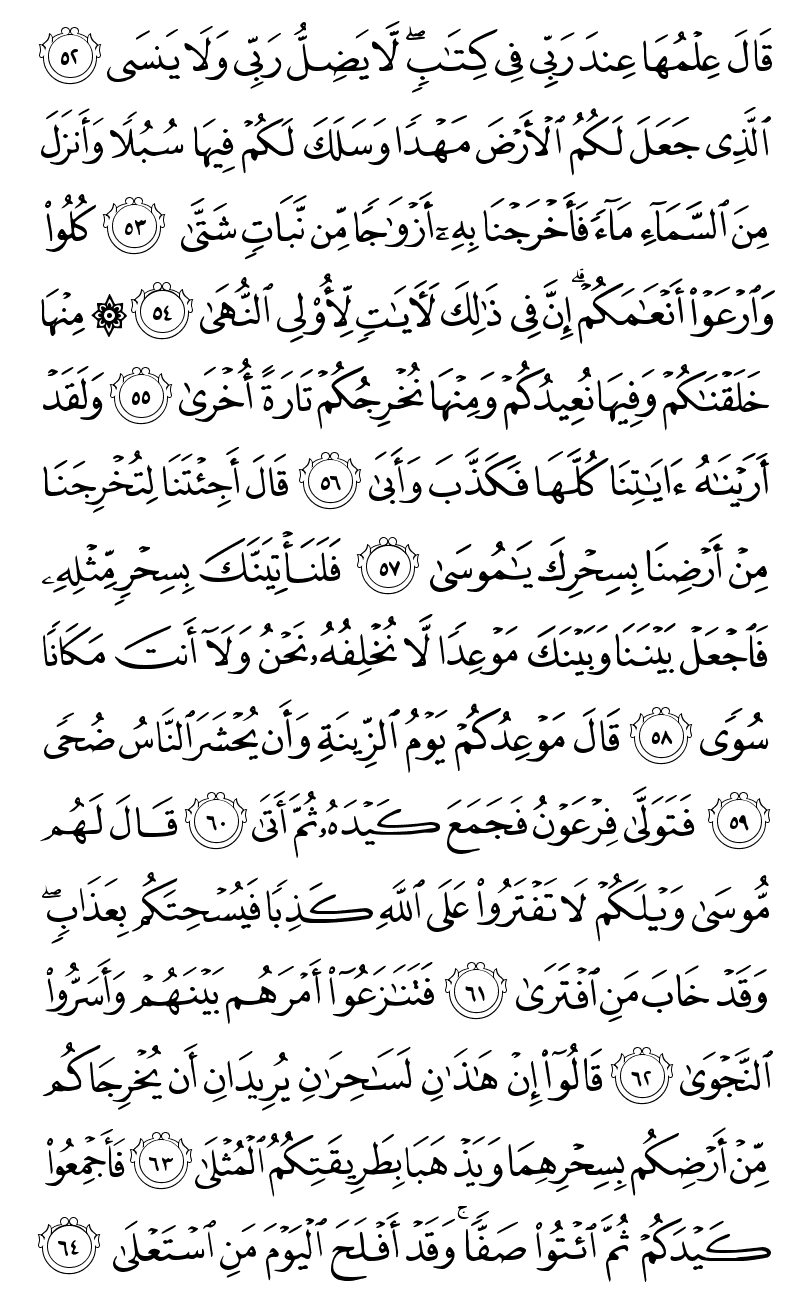 قَالَ عِلْمُهَا عِندَ رَبِّى فِى كِتَـٰبٍۢ ۖ لَّا يَضِلُّ رَبِّى وَلَا يَنسَى ٥٢
ٱلَّذِى جَعَلَ لَكُمُ ٱلْأَرْضَ مَهْدًۭا وَسَلَكَ لَكُمْ فِيهَا سُبُلًۭا وَأَنزَلَ
مِنَ ٱلسَّمَآءِ مَآءًۭ فَأَخْرَجْنَا بِهِۦٓ أَزْوَٰجًۭا مِّن نَّبَاتٍۢ شَتَّىٰ ٥٣ كُلُوا۟
وَٱرْعَوْا۟ أَنْعَـٰمَكُمْ ۗ إِنَّ فِى ذَٰلِكَ لَـَٔايَـٰتٍۢ لِّأُو۟لِى ٱلنُّهَىٰ ٥٤ ۞ مِنْهَا
خَلَقْنَـٰكُمْ وَفِيهَا نُعِيدُكُمْ وَمِنْهَا نُخْرِجُكُمْ تَارَةً أُخْرَىٰ ٥٥ وَلَقَدْ
أَرَيْنَـٰهُ ءَايَـٰتِنَا كُلَّهَا فَكَذَّبَ وَأَبَىٰ ٥٦ قَالَ أَجِئْتَنَا لِتُخْرِجَنَا
مِنْ أَرْضِنَا بِسِحْرِكَ يَـٰمُوسَىٰ ٥٧ فَلَنَأْتِيَنَّكَ بِسِحْرٍۢ مِّثْلِهِۦ
فَٱجْعَلْ بَيْنَنَا وَبَيْنَكَ مَوْعِدًۭا لَّا نُخْلِفُهُۥ نَحْنُ وَلَآ أَنتَ مَكَانًۭا
سُوًۭى ٥٨ قَالَ مَوْعِدُكُمْ يَوْمُ ٱلزِّينَةِ وَأَن يُحْشَرَ ٱلنَّاسُ ضُحًۭى
٥٩ فَتَوَلَّىٰ فِرْعَوْنُ فَجَمَعَ كَيْدَهُۥ ثُمَّ أَتَىٰ ٦٠ قَالَ لَهُم
مُّوسَىٰ وَيْلَكُمْ لَا تَفْتَرُوا۟ عَلَى ٱللَّهِ كَذِبًۭا فَيُسْحِتَكُم بِعَذَابٍۢ ۖ
وَقَدْ خَابَ مَنِ ٱفْتَرَىٰ ٦١ فَتَنَـٰزَعُوٓا۟ أَمْرَهُم بَيْنَهُمْ وَأَسَرُّوا۟
ٱلنَّجْوَىٰ ٦٢ قَالُوٓا۟ إِنْ هَـٰذَٰنِ لَسَـٰحِرَٰنِ يُرِيدَانِ أَن يُخْرِجَاكُم
مِّنْ أَرْضِكُم بِسِحْرِهِمَا وَيَذْهَبَا بِطَرِيقَتِكُمُ ٱلْمُثْلَىٰ ٦٣ فَأَجْمِعُوا۟
كَيْدَكُمْ ثُمَّ ٱئْتُوا۟ صَفًّۭا ۚ وَقَدْ أَفْلَحَ ٱلْيَوْمَ مَنِ ٱسْتَعْلَىٰ ٦٤